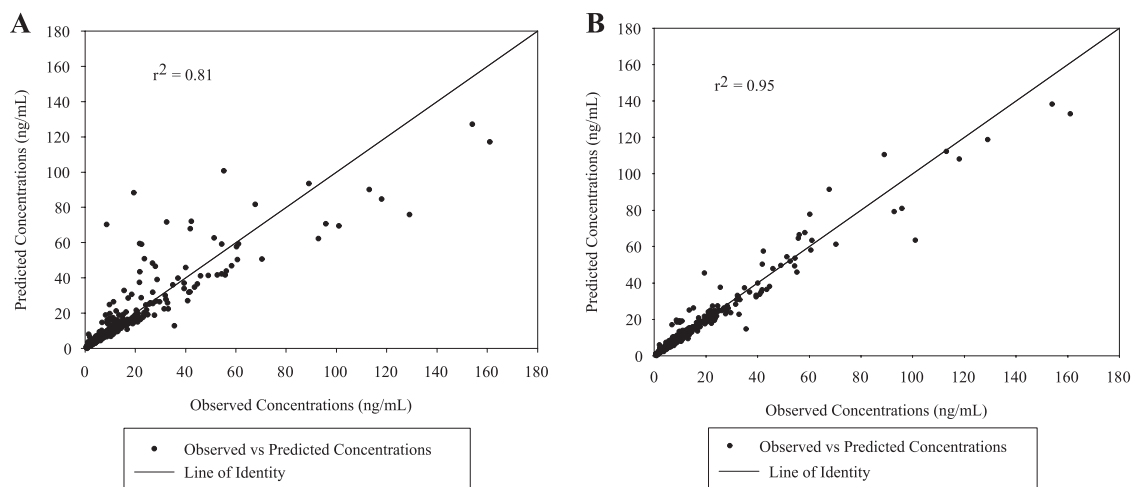 A
180
160
140
120
100
80
60
40
20
0
Predicted Concentrations (ng/mL)
r² = 0.81
0 20 40 60 80 100 120 140 160 180
Observed Concentrations (ng/mL)
Observed vs Predicted Concentrations
Line of Identity
B
180
160
140
120
100
80
60
40
20
0
Predicted Concentrations (ng/mL)
r² = 0.95
0 20 40 60 80 100 120 140 160 180
Observed Concentrations (ng/mL)
Observed vs Predicted Concentrations
Line of Identity